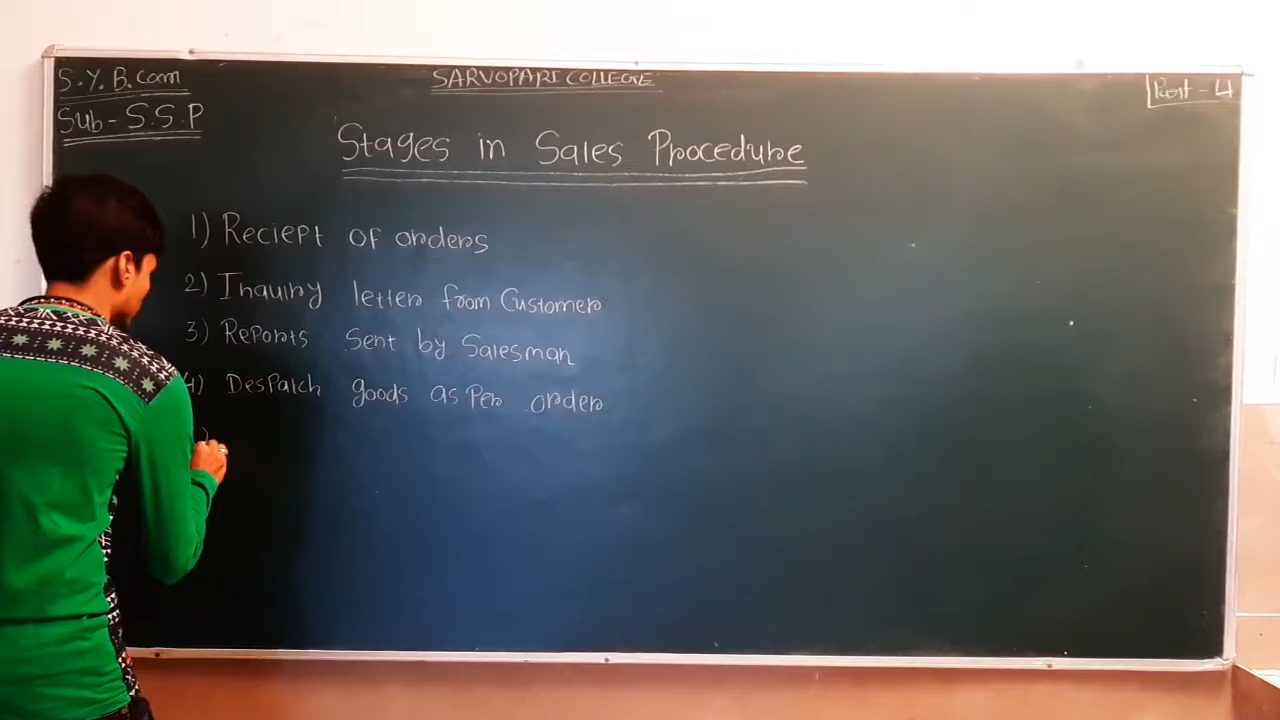 S.Y.B.com
SARVOPARI COLLEGE
Part - 4
Sub - S.S.P
Stages in Sales Procedure
1) Reciept of orders
2) Inquiry letter from Customer
3) Reports Sent by Salesman
4) Despatch goods as Per order